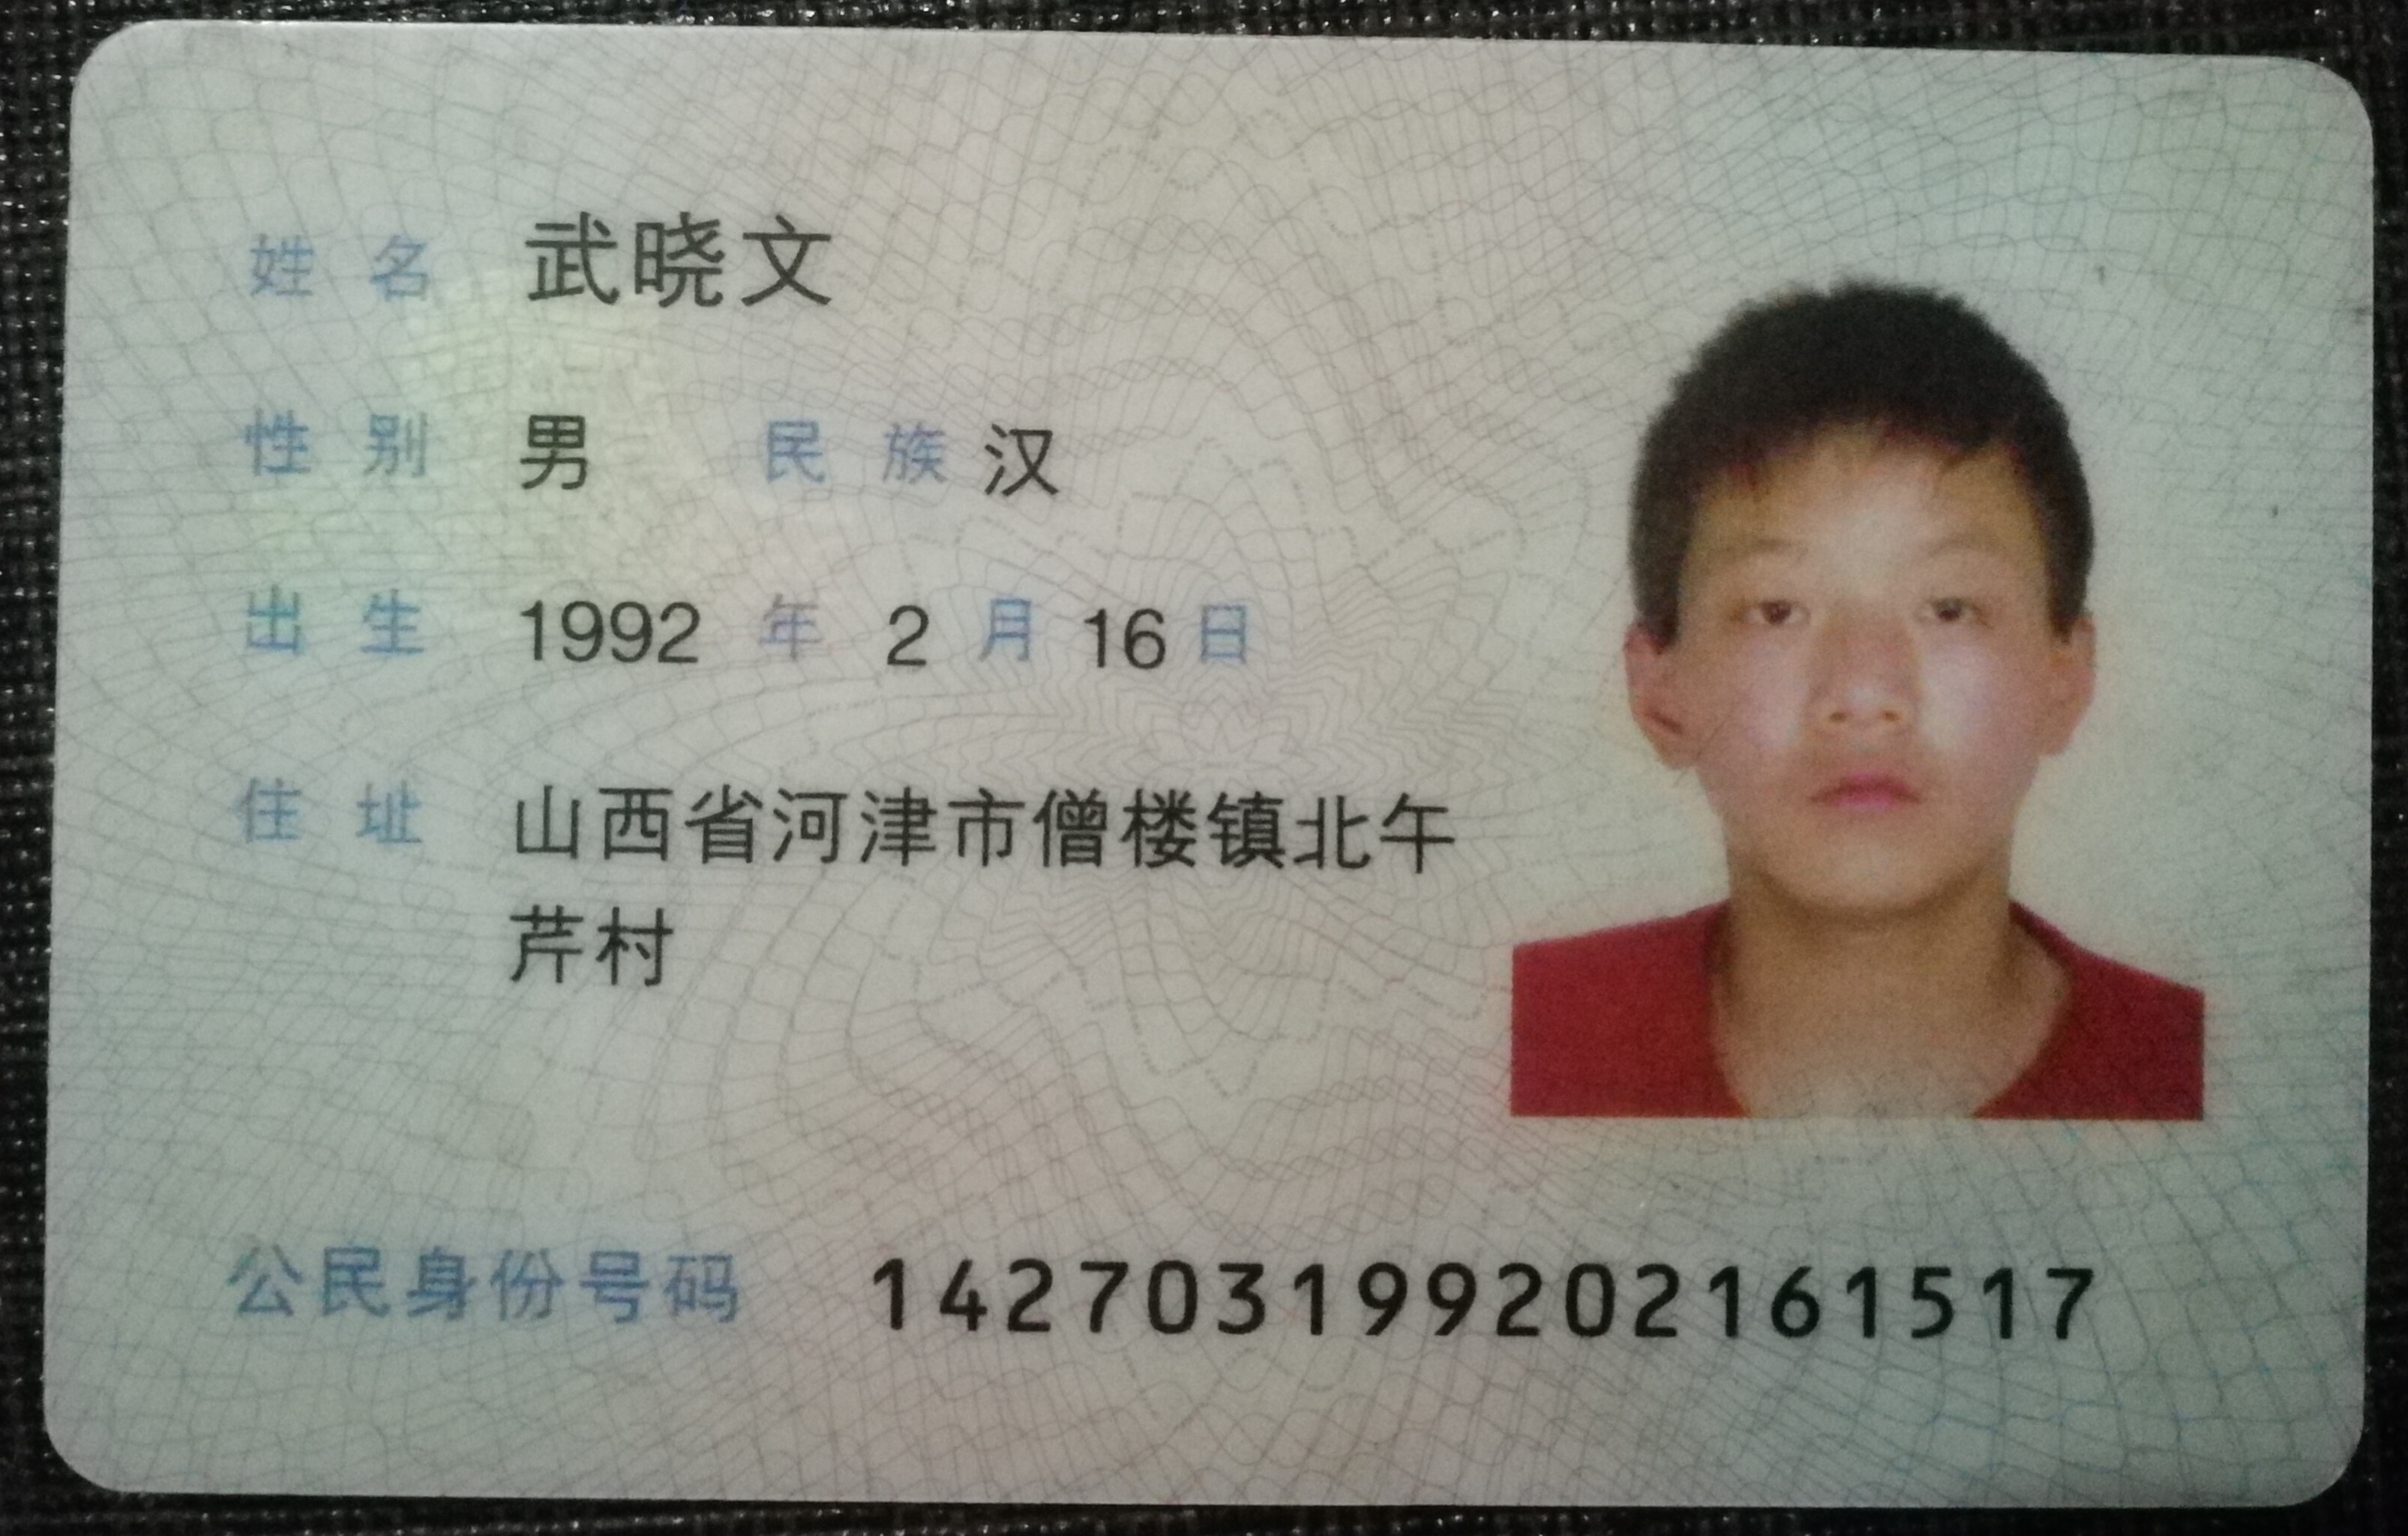 姓名 武晓文
性别 男 民族 汉
出生 1992 年 2 月 16 日
住址 山西省河津市僧楼镇北午
芹村
公民身份号码 142703199202161517